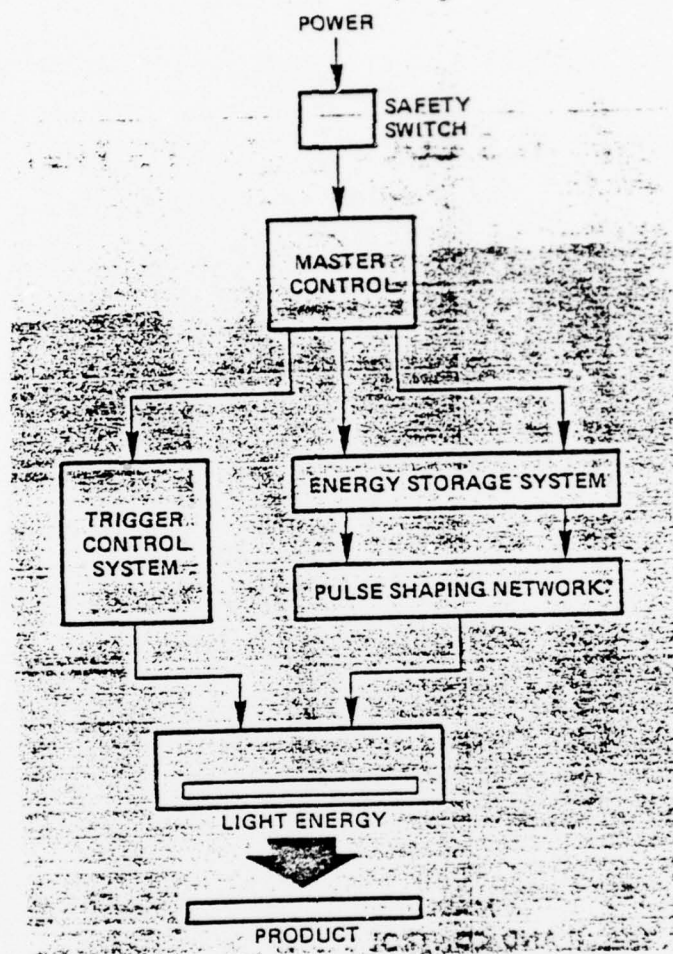 POWER
SAFETY
SWITCH
MASTER
CONTROL
TRIGGER
CONTROL
SYSTEM
ENERGY STORAGE SYSTEM
PULSE SHAPING NETWORK
LIGHT ENERGY
PRODUCT